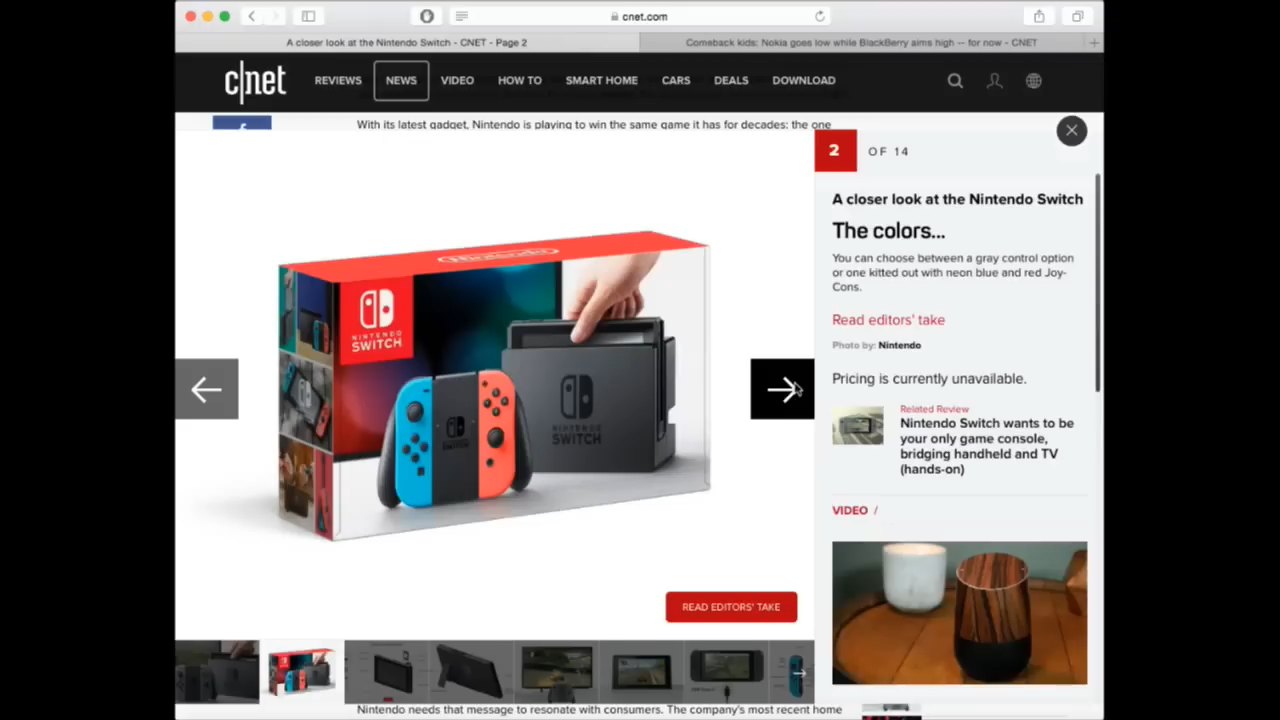 cnet.com
A closer look at the Nintendo Switch - CNET - Page 2
Comeback kids: Nokia goes low while BlackBerry aims high -- for now - CNET
c|net
REVIEWS
NEWS
VIDEO
HOW TO
SMART HOME
CARS
DEALS
DOWNLOAD
With its latest gadget, Nintendo is playing to win the same game it has for decades: the one
2 OF 14
A closer look at the Nintendo Switch
The colors...
You can choose between a gray control option
or one kitted out with neon blue and red Joy-
Cons.
Read editors' take
Photo by: Nintendo
Pricing is currently unavailable.
Related Review
Nintendo Switch wants to
be your only game console,
bridging handheld and TV
(hands-on)
VIDEO /
Nintendo
NINTENDO
SWITCH
NINTENDO
SWITCH
READ EDITORS' TAKE
Nintendo needs that message to resonate with consumers. The company's most recent home